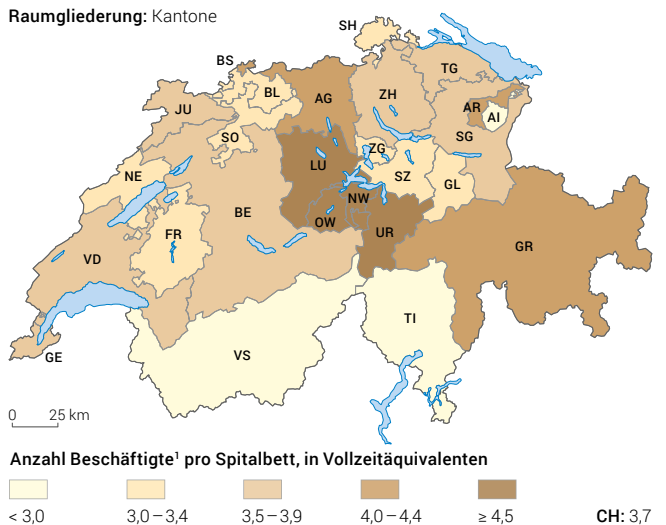 Raumgliederung: Kantone
SH
BS
TG
BL
ZH
AG
JU
AR
AI
SO
SG
ZG
LU
NE
SZ
GL
NW
BE
OW
UR
FR
GR
VD
TI
VS
GE
0 25 km
Anzahl Beschäftigte¹ pro Spitalbett, in Vollzeitäquivalenten
< 3,0 3,0–3,4 3,5–3,9 4,0–4,4 ≥ 4,5 CH: 3,7